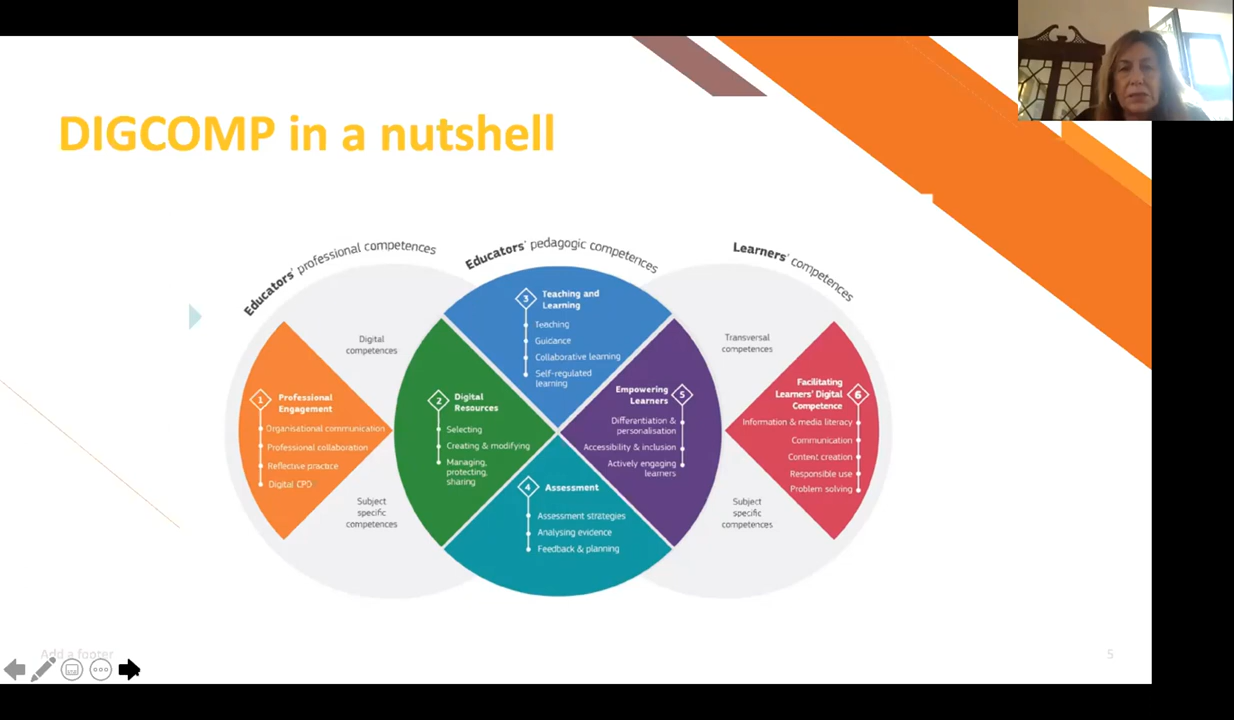 DIGCOMP in a nutshell
Educators' professional competences
Educators' pedagogic competences
Learners' competences
Digital
competences
Subject
specific
competences
1
Professional
Engagement
Organisational communication
Professional collaboration
Reflective practice
Digital CPD
2
Digital
Resources
Selecting
Creating & modifying
Managing,
protecting,
sharing
3
Teaching and
Learning
Teaching
Guidance
Collaborative learning
Self-regulated
learning
4
Assessment
Assessment strategies
Analysing evidence
Feedback & planning
5
Empowering
Learners
Differentiation &
personalisation
Accessibility & inclusion
Actively engaging
learners
Transversal
competences
Subject
specific
competences
6
Facilitating
Learners' Digital
Competence
Information & media literacy
Communication
Content creation
Responsible use
Problem solving
Add a footer
5